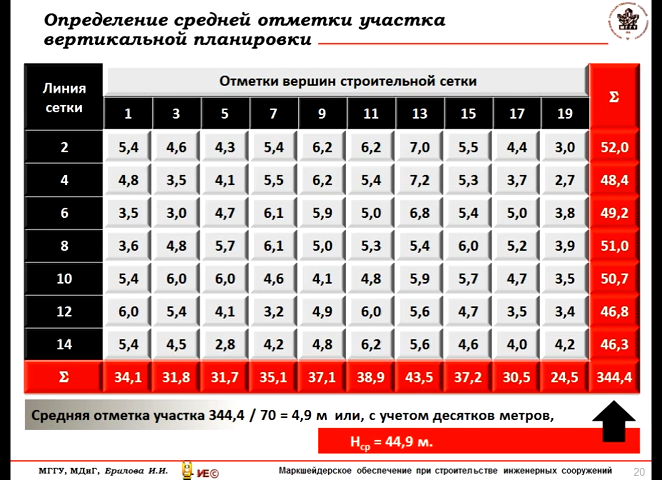 Определение средней отметки участка
вертикальной планировки
Линия сетки Отметки вершин строительной сетки Σ
1 3 5 7 9 11 13 15 17 19
2 5,4 4,6 4,3 5,4 6,2 6,2 7,0 5,5 4,4 3,0 52,0
4 4,8 3,5 4,1 5,5 6,2 5,4 7,2 5,3 3,7 2,7 48,4
6 3,5 3,0 4,7 6,1 5,9 5,0 6,8 5,4 5,0 3,8 49,2
8 3,6 4,8 5,7 6,1 5,0 5,3 5,4 6,0 5,2 3,9 51,0
10 5,4 6,0 6,0 4,6 4,1 4,8 5,9 5,7 4,7 3,5 50,7
12 6,0 5,4 4,1 3,2 4,9 6,0 5,6 4,7 3,5 3,4 46,8
14 5,4 4,5 2,8 4,2 4,8 6,2 5,6 4,6 4,0 4,2 46,3
Σ 34,1 31,8 31,7 35,1 37,1 38,9 43,5 37,2 30,5 24,5 344,4
Средняя отметка участка 344,4 / 70 = 4,9 м или, с учетом десятков метров,
Нср = 44,9 м.
МГГУ, МДиГ, Ерилова И.И. ИЕ© Маркшейдерское обеспечение при строительстве инженерных сооружений 20